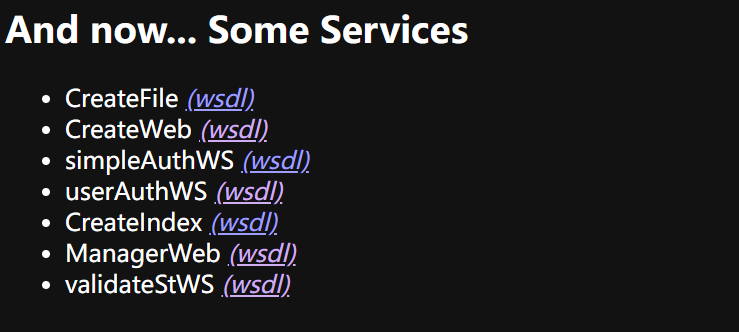 And now... Some Services
CreateFile (wsdl)
CreateWeb (wsdl)
simpleAuthWS (wsdl)
userAuthWS (wsdl)
CreateIndex (wsdl)
ManagerWeb (wsdl)
validateStWS (wsdl)